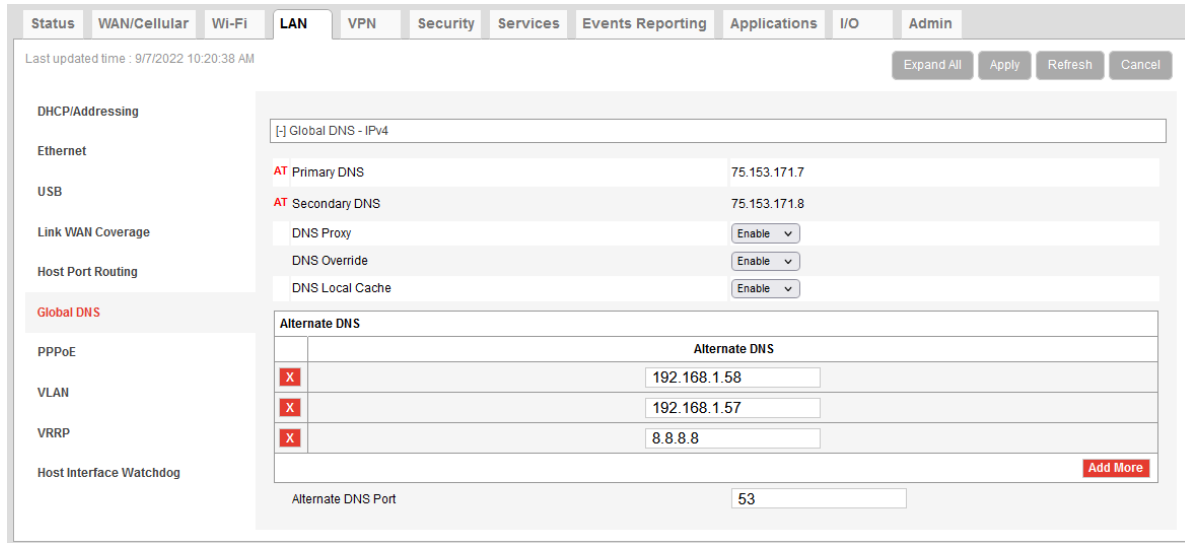 Status WAN/Cellular Wi-Fi LAN VPN Security Services Events Reporting Applications I/O Admin
Last updated time : 9/7/2022 10:20:38 AM
Expand All Apply Refresh Cancel
DHCP/Addressing
Ethernet
USB
Link WAN Coverage
Host Port Routing
Global DNS
PPPoE
VLAN
VRRP
Host Interface Watchdog
[-] Global DNS - IPv4
AT Primary DNS 75.153.171.7
AT Secondary DNS 75.153.171.8
DNS Proxy Enable
DNS Override Enable
DNS Local Cache Enable
Alternate DNS
Alternate DNS
X 192.168.1.58
X 192.168.1.57
X 8.8.8.8
Add More
Alternate DNS Port 53